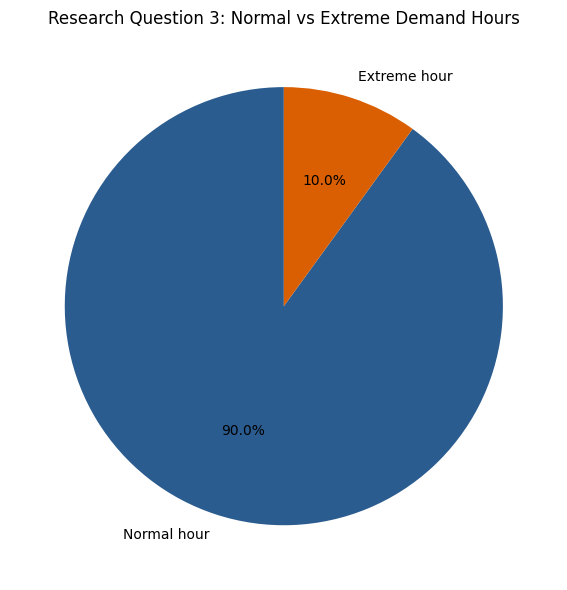 Research Question 3: Normal vs Extreme Demand Hours
Extreme hour
10.0%
90.0%
Normal hour